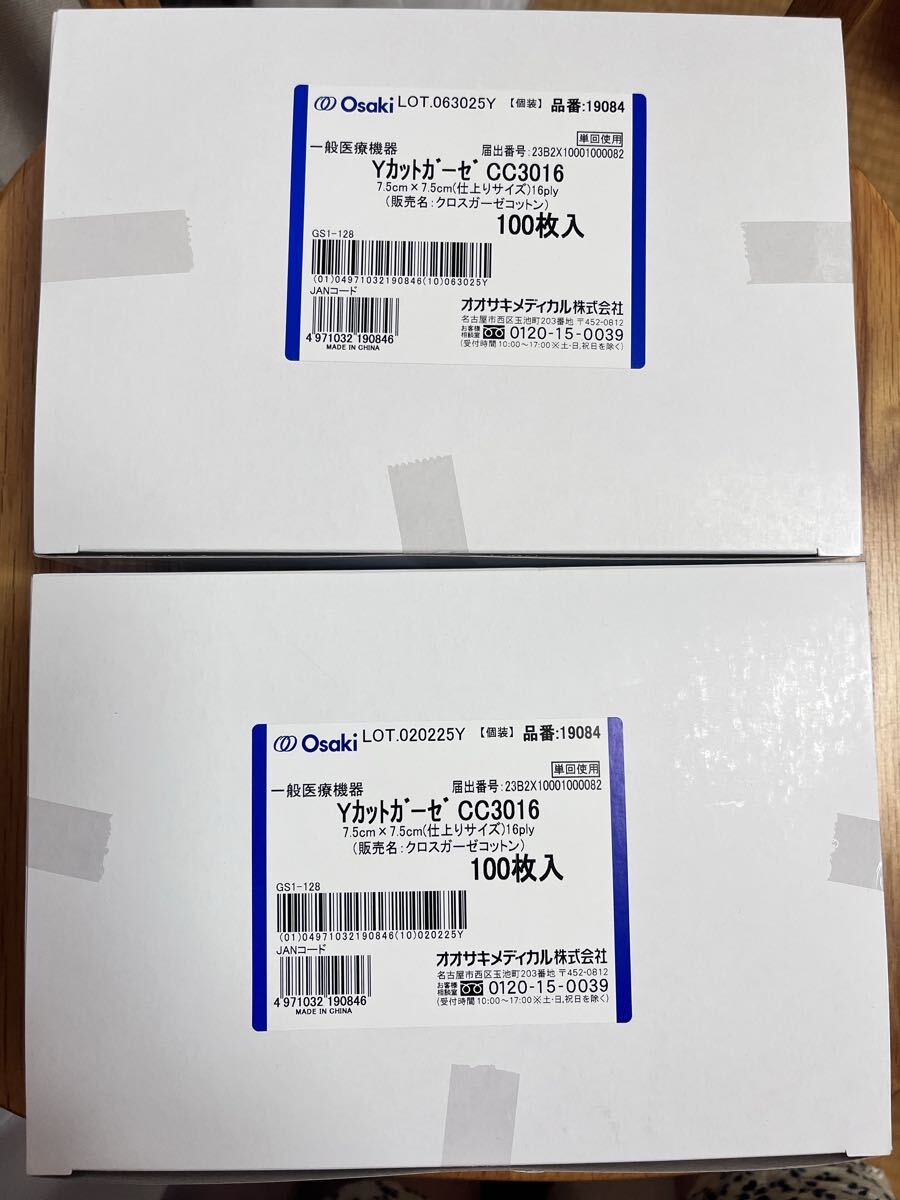 Osaki LOT.063025Y 【個装】 品番:19084
単回使用
一般医療機器 届出番号:23B2X10001000082
Yカットガーゼ CC3016
7.5cm×7.5cm(仕上りサイズ)16ply
(販売名:クロスガーゼコットン)
100枚入
GS1-128
(01)04971032190846(10)063025Y
JANコード
4 971032 190846
MADE IN CHINA
オオサキメディカル株式会社
名古屋市西区玉池町203番地 〒452-0812
お客様相談室 0120-15-0039
(受付時間10:00〜17:00※土・日,祝日を除く)
Osaki LOT.020225Y 【個装】 品番:19084
単回使用
一般医療機器 届出番号:23B2X10001000082
Yカットガーゼ CC3016
7.5cm×7.5cm(仕上りサイズ)16ply
(販売名:クロスガーゼコットン)
100枚入
GS1-128
(01)04971032190846(10)020225Y
JANコード
4 971032 190846
MADE IN CHINA
オオサキメディカル株式会社
名古屋市西区玉池町203番地 〒452-0812
お客様相談室 0120-15-0039
(受付時間10:00〜17:00※土・日,祝日を除く)